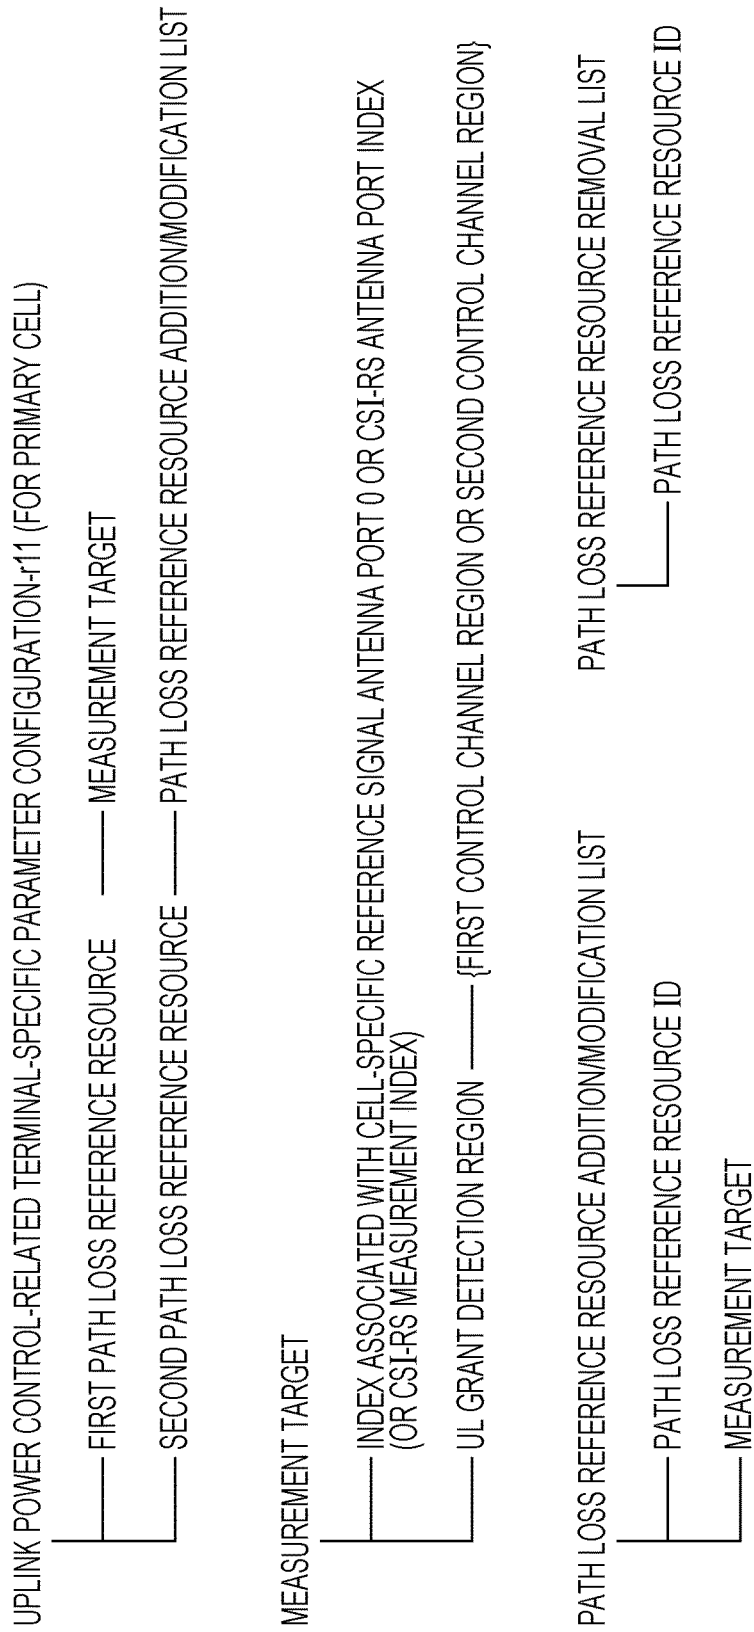 UPLINK POWER CONTROL-RELATED TERMINAL-SPECIFIC PARAMETER CONFIGURATION-r11 (FOR PRIMARY CELL)
FIRST PATH LOSS REFERENCE RESOURCE
MEASUREMENT TARGET
SECOND PATH LOSS REFERENCE RESOURCE
PATH LOSS REFERENCE RESOURCE ADDITION/MODIFICATION LIST
MEASUREMENT TARGET
INDEX ASSOCIATED WITH CELL-SPECIFIC REFERENCE SIGNAL ANTENNA PORT 0 OR CSI-RS ANTENNA PORT INDEX
(OR CSI-RS MEASUREMENT INDEX)
UL GRANT DETECTION REGION
{FIRST CONTROL CHANNEL REGION OR SECOND CONTROL CHANNEL REGION}
PATH LOSS REFERENCE RESOURCE ADDITION/MODIFICATION LIST
PATH LOSS REFERENCE RESOURCE ID
MEASUREMENT TARGET
PATH LOSS REFERENCE RESOURCE REMOVAL LIST
PATH LOSS REFERENCE RESOURCE ID